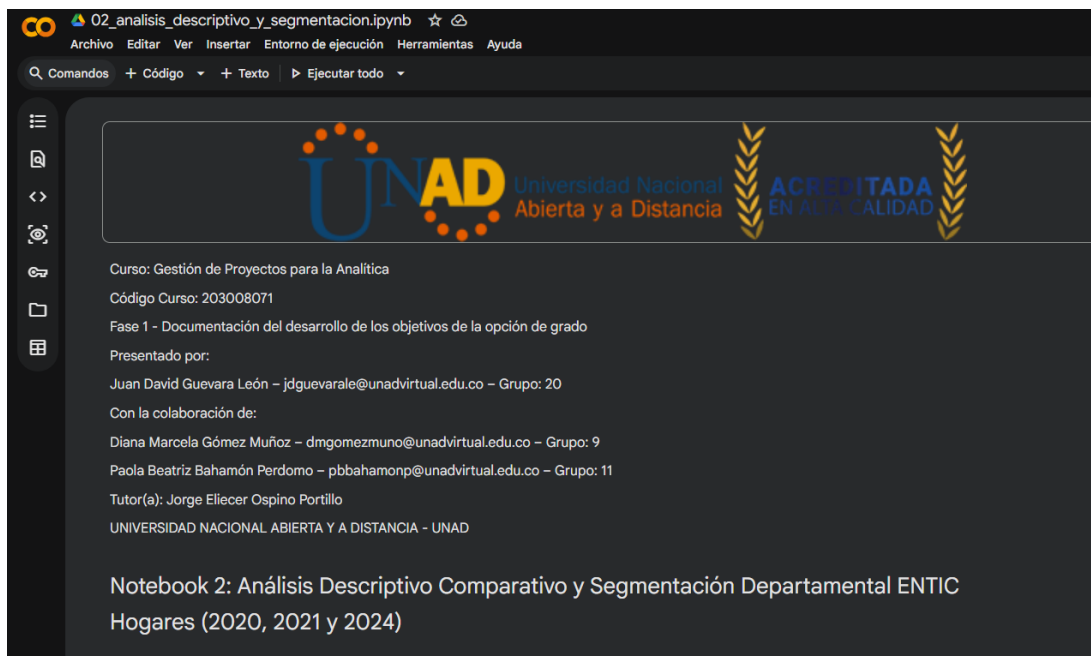 CO 02_analisis_descriptivo_y_segmentacion.ipynb
Archivo Editar Ver Insertar Entorno de ejecución Herramientas Ayuda
Comandos + Código + Texto Ejecutar todo
UNAD Universidad Nacional
Abierta y a Distancia
ACREDITADA
EN ALTA CALIDAD
Curso: Gestión de Proyectos para la Analítica
Código Curso: 203008071
Fase 1 - Documentación del desarrollo de los objetivos de la opción de grado
Presentado por:
Juan David Guevara León – jdguevarale@unadvirtual.edu.co – Grupo: 20
Con la colaboración de:
Diana Marcela Gómez Muñoz – dmgomezmuno@unadvirtual.edu.co – Grupo: 9
Paola Beatriz Bahamón Perdomo – pbbahamonp@unadvirtual.edu.co – Grupo: 11
Tutor(a): Jorge Eliecer Ospino Portillo
UNIVERSIDAD NACIONAL ABIERTA Y A DISTANCIA - UNAD
Notebook 2: Análisis Descriptivo Comparativo y Segmentación Departamental ENTIC
Hogares (2020, 2021 y 2024)